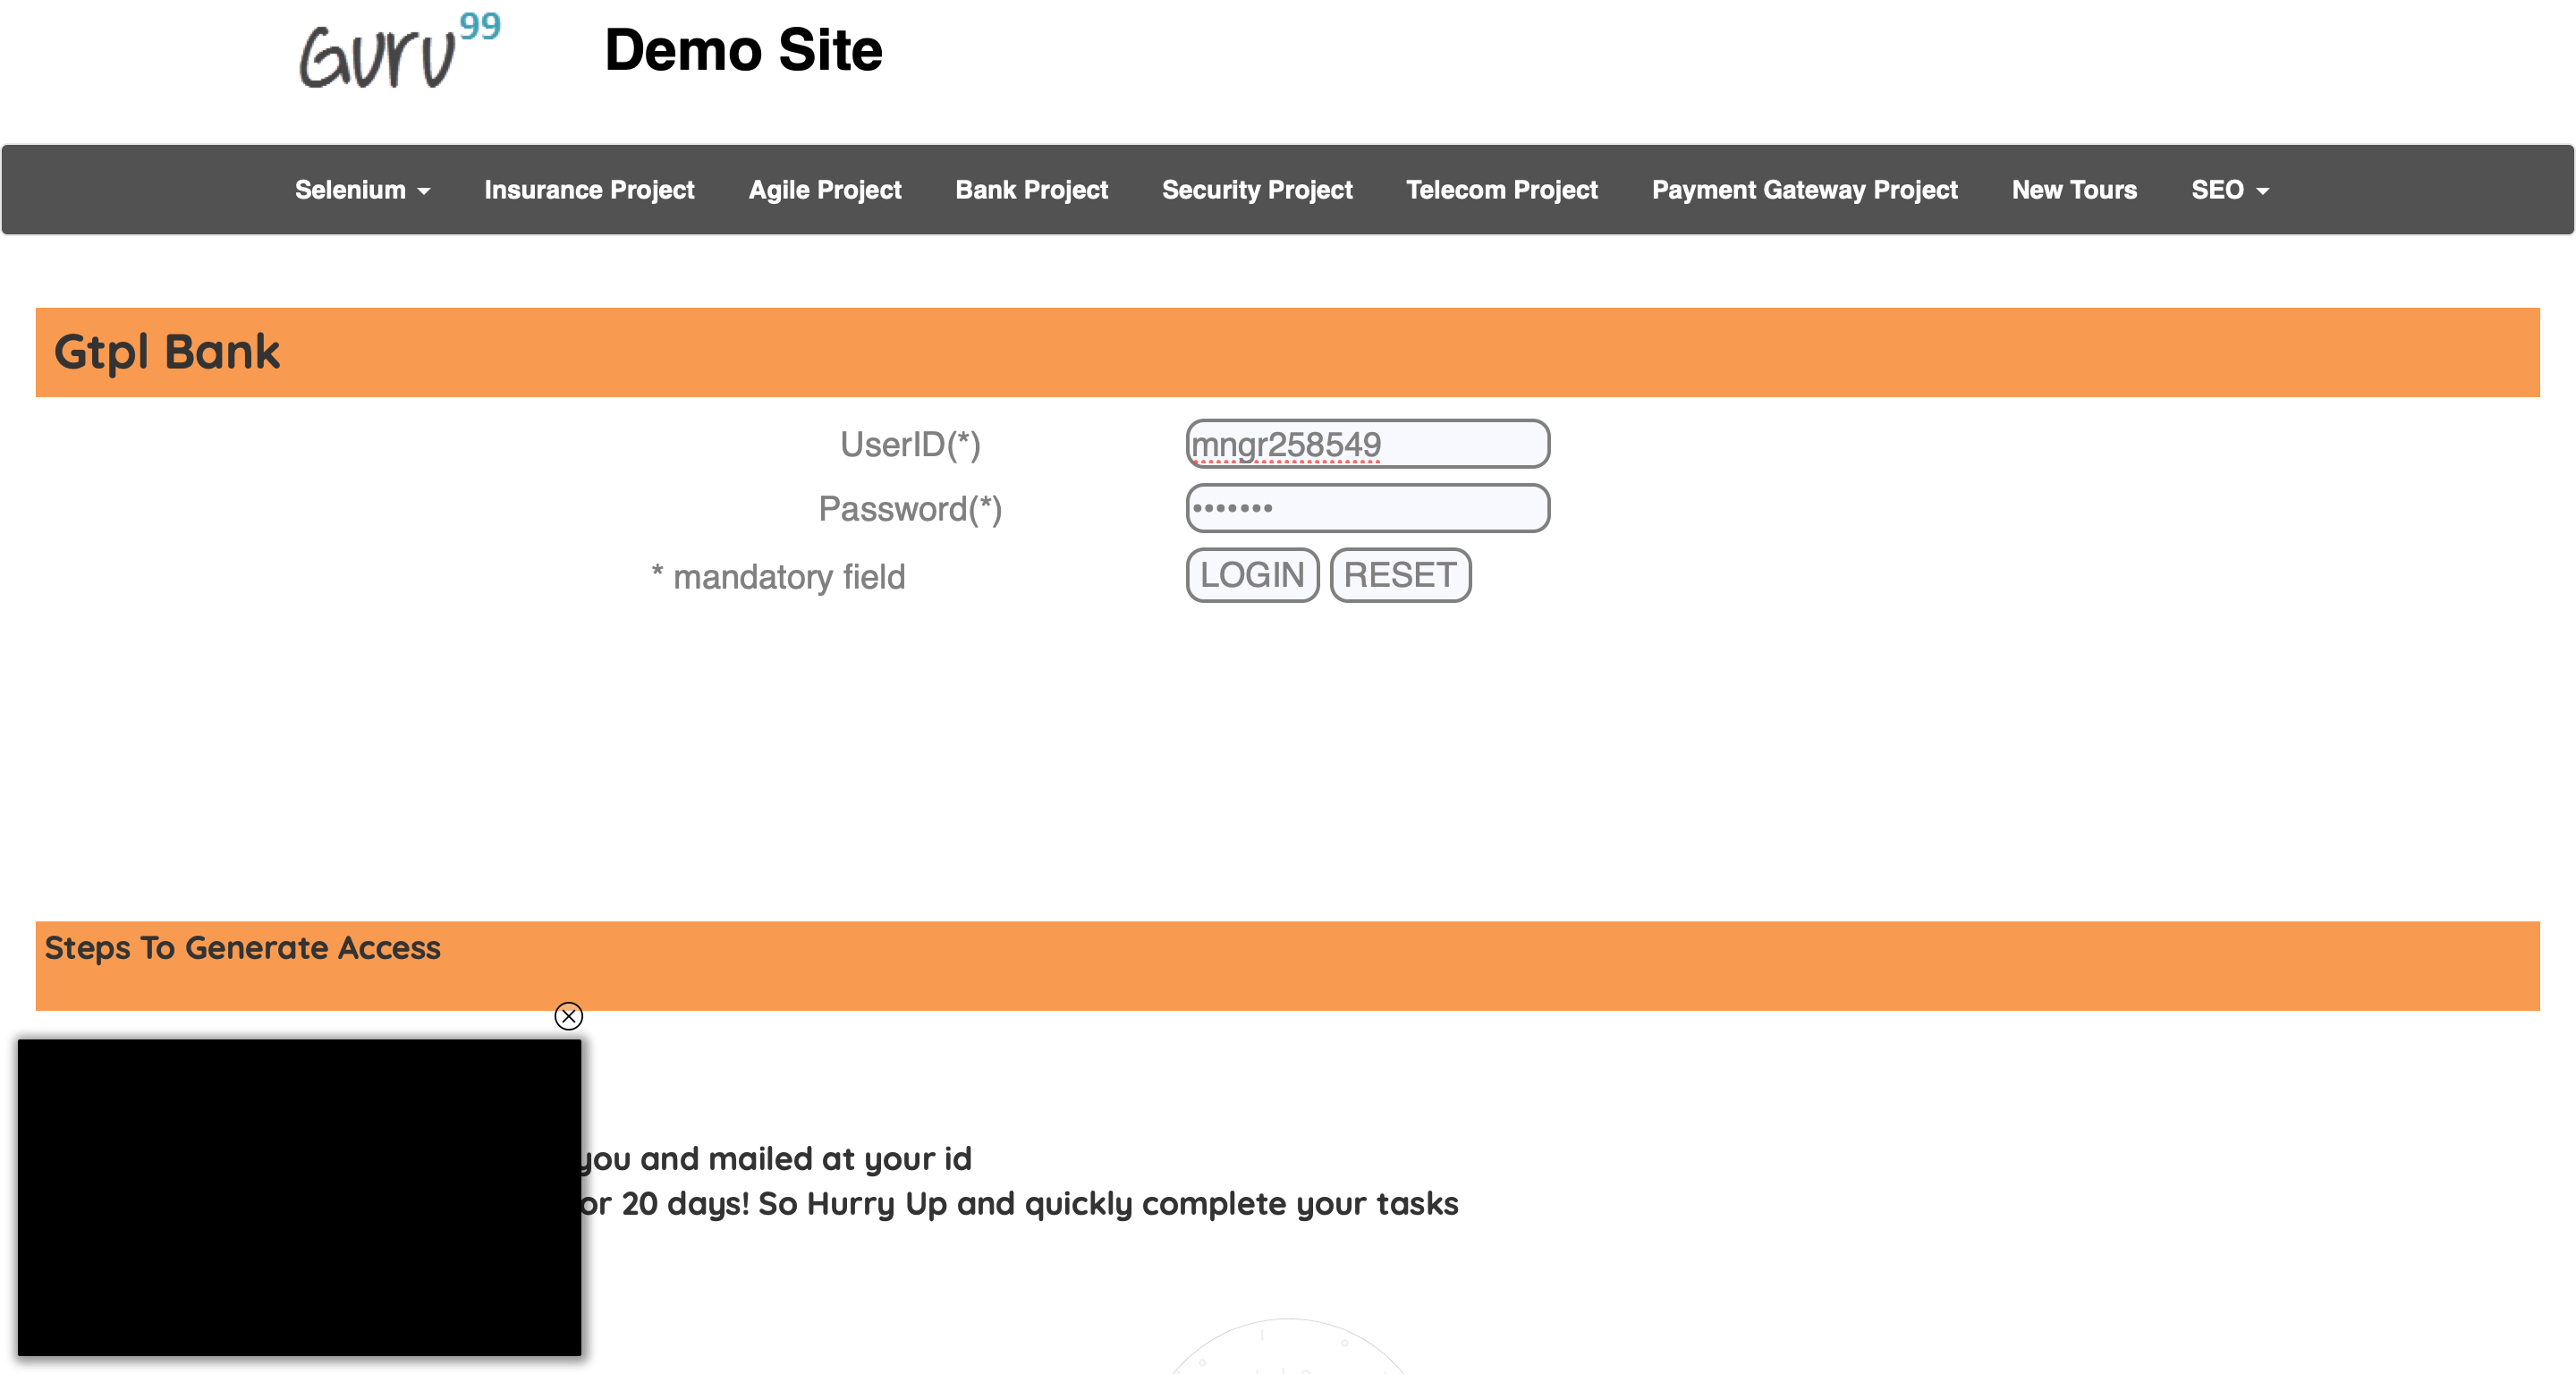 Guru99 Demo Site
Selenium Insurance Project Agile Project Bank Project Security Project Telecom Project Payment Gateway Project New Tours SEO
Gtpl Bank
UserID(*) mngr258549
Password(*) •••••••
* mandatory field LOGIN RESET
Steps To Generate Access
you and mailed at your id
or 20 days! So Hurry Up and quickly complete your tasks